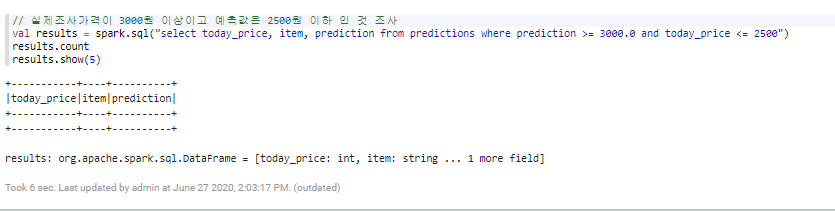 // 실제조사가격이 3000원 이상이고 예측값은 2500원 이하 인 것 조사
val results = spark.sql("select today_price, item, prediction from predictions where prediction >= 3000.0 and today_price <= 2500")
results.count
results.show(5)
+-----------+----+----------+
|today_price|item|prediction|
+-----------+----+----------+
+-----------+----+----------+
results: org.apache.spark.sql.DataFrame = [today_price: int, item: string ... 1 more field]
Took 6 sec. Last updated by admin at June 27 2020, 2:03:17 PM. (outdated)